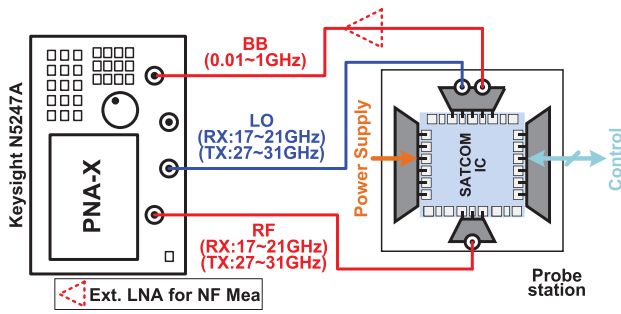 Keysight N5247A
PNA-X
BB
(0.01~1GHz)
LO
(RX:17~21GHz)
(TX:27~31GHz)
RF
(RX:17~21GHz)
(TX:27~31GHz)
Power Supply
SATCOM
IC
Control
Probe
station
Ext. LNA for NF Mea